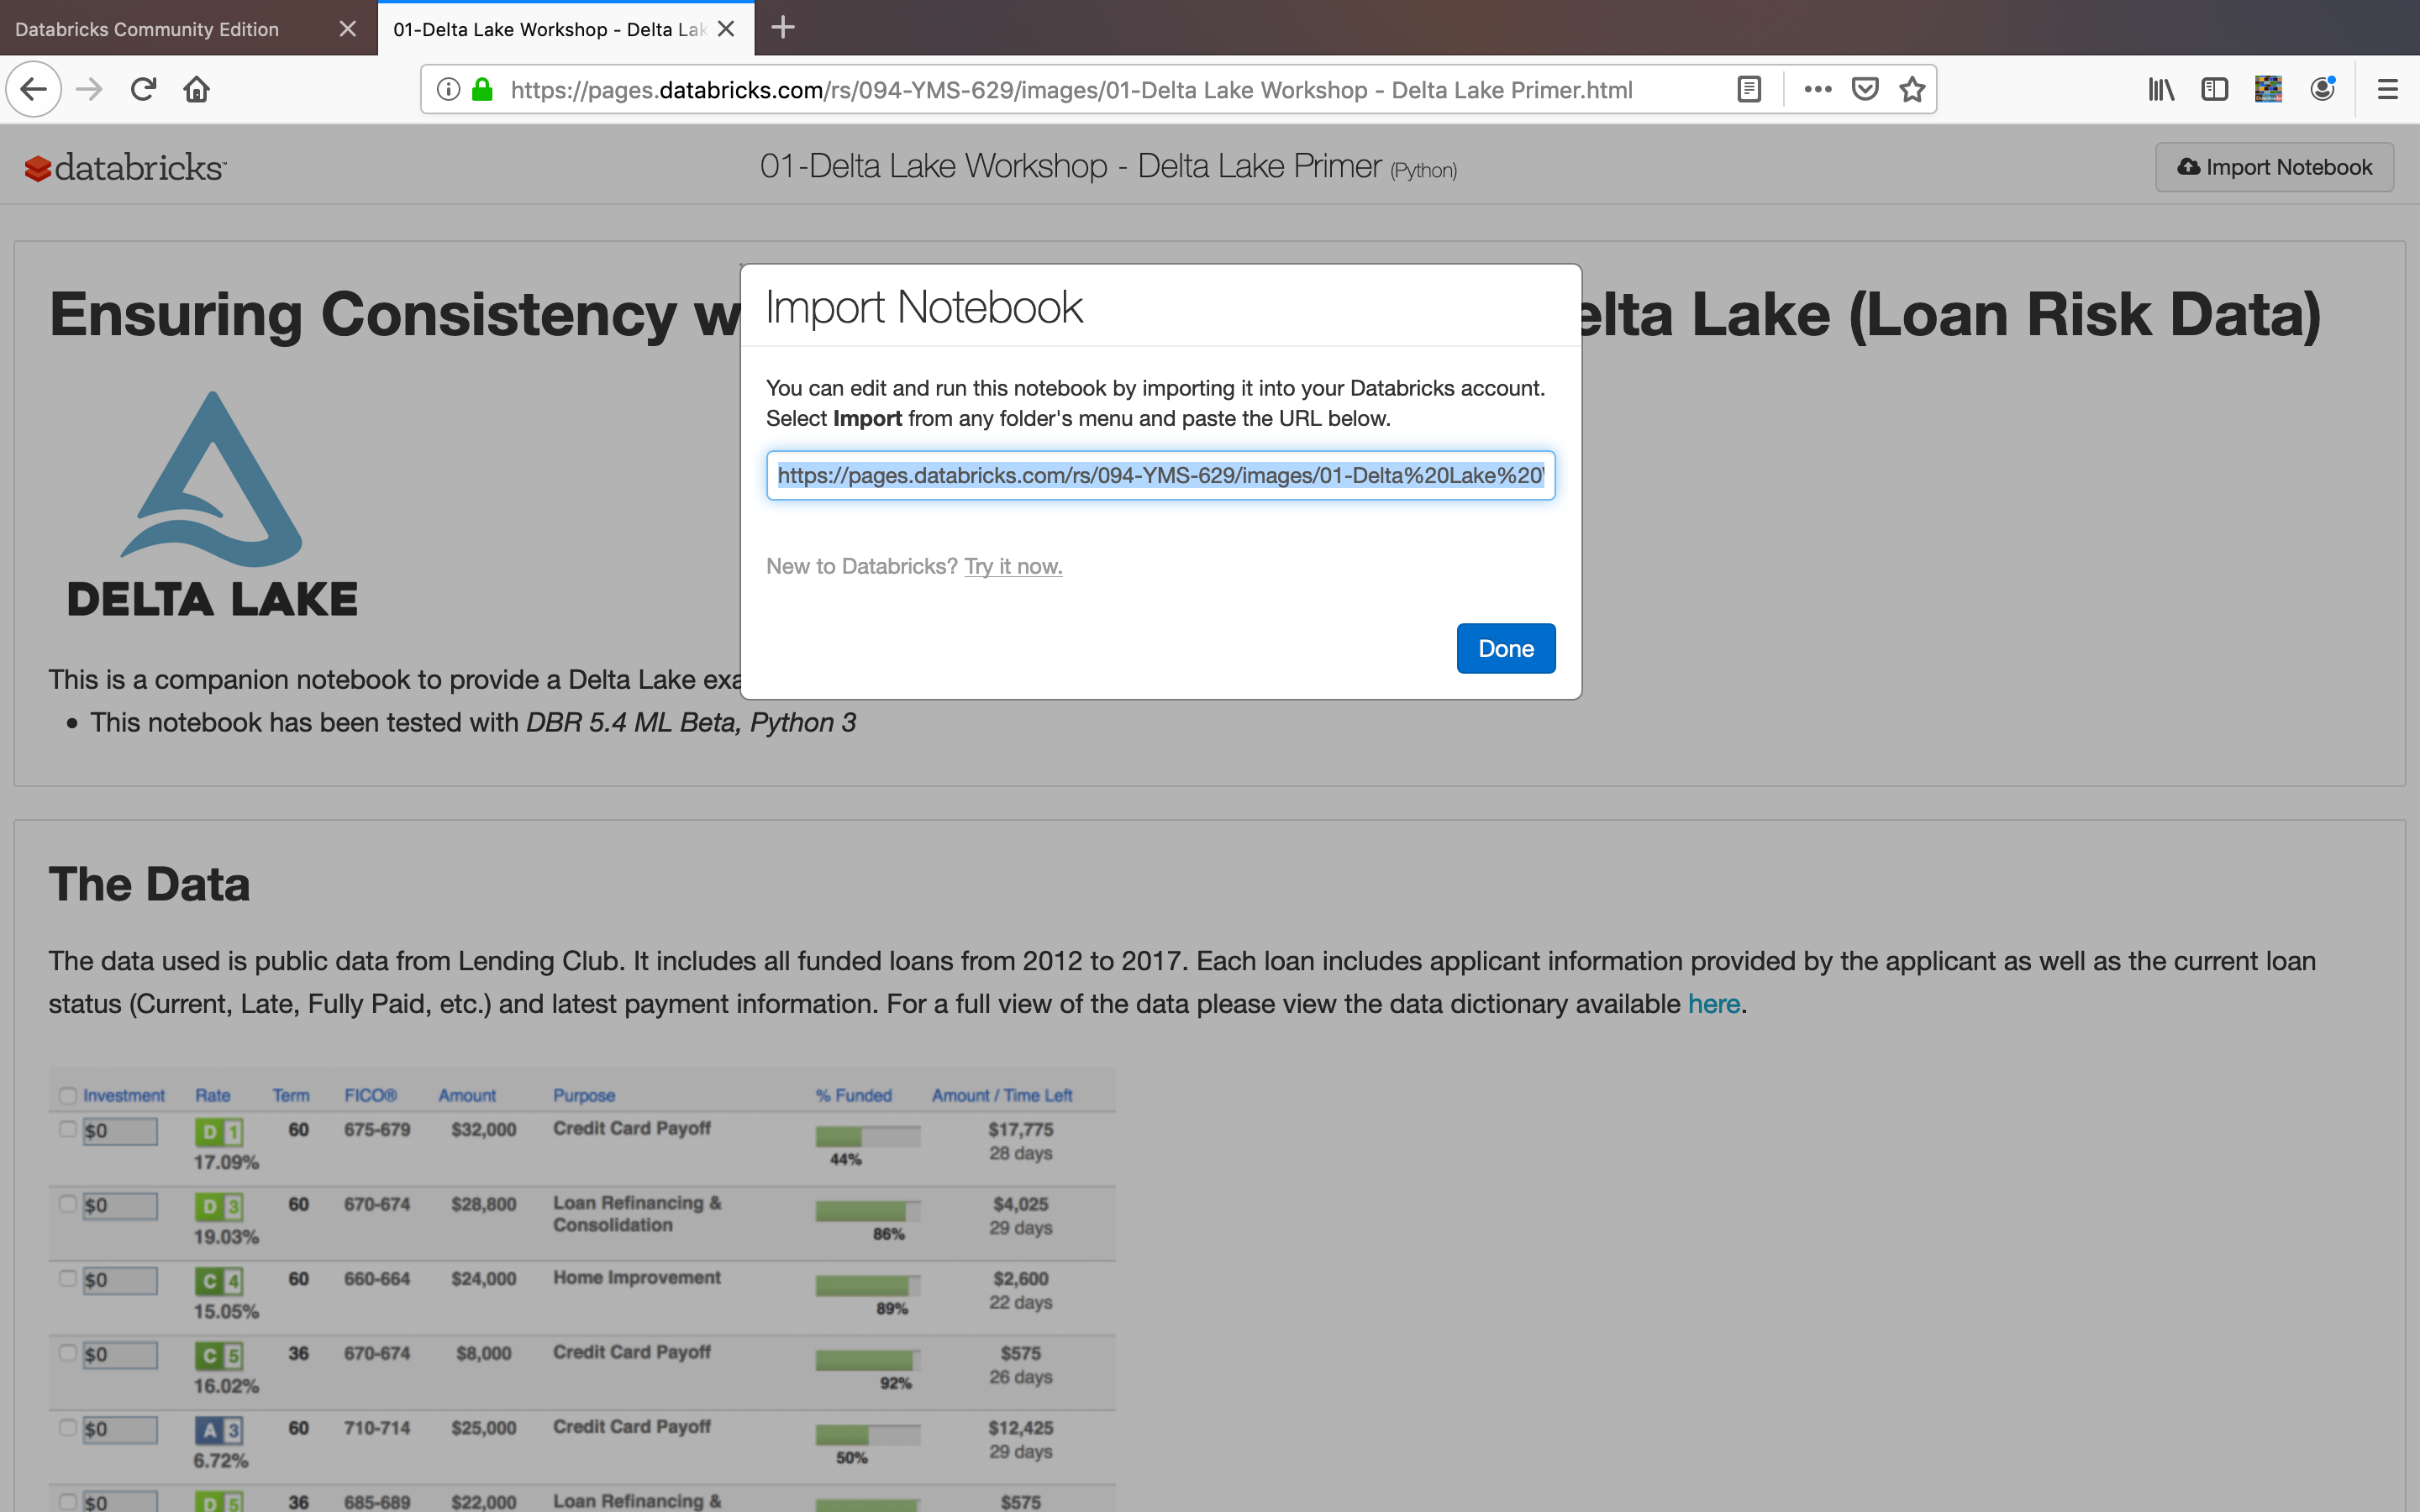 Databricks Community Edition
01-Delta Lake Workshop - Delta Lak
https://pages.databricks.com/rs/094-YMS-629/images/01-Delta Lake Workshop - Delta Lake Primer.html
databricks
01-Delta Lake Workshop - Delta Lake Primer (Python)
Import Notebook
Ensuring Consistency w
elta Lake (Loan Risk Data)
Import Notebook
You can edit and run this notebook by importing it into your Databricks account.
Select Import from any folder's menu and paste the URL below.
https://pages.databricks.com/rs/094-YMS-629/images/01-Delta%20Lake%20
New to Databricks? Try it now.
Done
DELTA LAKE
This is a companion notebook to provide a Delta Lake exa
• This notebook has been tested with DBR 5.4 ML Beta, Python 3
The Data
The data used is public data from Lending Club. It includes all funded loans from 2012 to 2017. Each loan includes applicant information provided by the applicant as well as the current loan
status (Current, Late, Fully Paid, etc.) and latest payment information. For a full view of the data please view the data dictionary available here.
Investment Rate Term FICO® Amount Purpose % Funded Amount / Time Left
$0 D 1 60 675-679 $32,000 Credit Card Payoff $17,775
17.09% 44% 28 days
$0 D 3 60 670-674 $28,800 Loan Refinancing & $4,025
Consolidation 29 days
19.03% 86%
$0 C 4 60 660-664 $24,000 Home Improvement $2,600
15.05% 89% 22 days
$0 C 5 36 670-674 $8,000 Credit Card Payoff $575
16.02% 92% 26 days
$0 A 3 60 710-714 $25,000 Credit Card Payoff $12,425
6.72% 50% 29 days
$0 D 5 36 685-689 $22,000 Loan Refinancing & $575